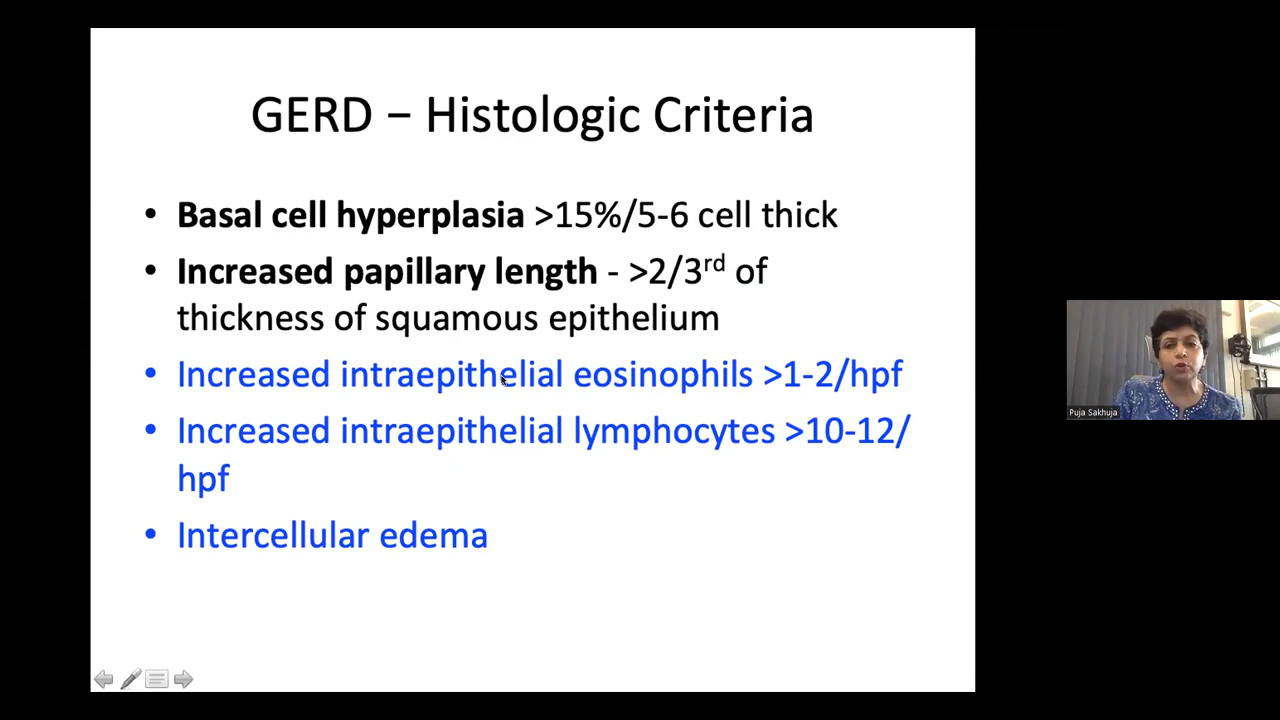 GERD – Histologic Criteria
• Basal cell hyperplasia >15%/5-6 cell thick
• Increased papillary length - >2/3rd of
thickness of squamous epithelium
• Increased intraepithelial eosinophils >1-2/hpf
• Increased intraepithelial lymphocytes >10-12/
hpf
• Intercellular edema
Puja Sakhuja